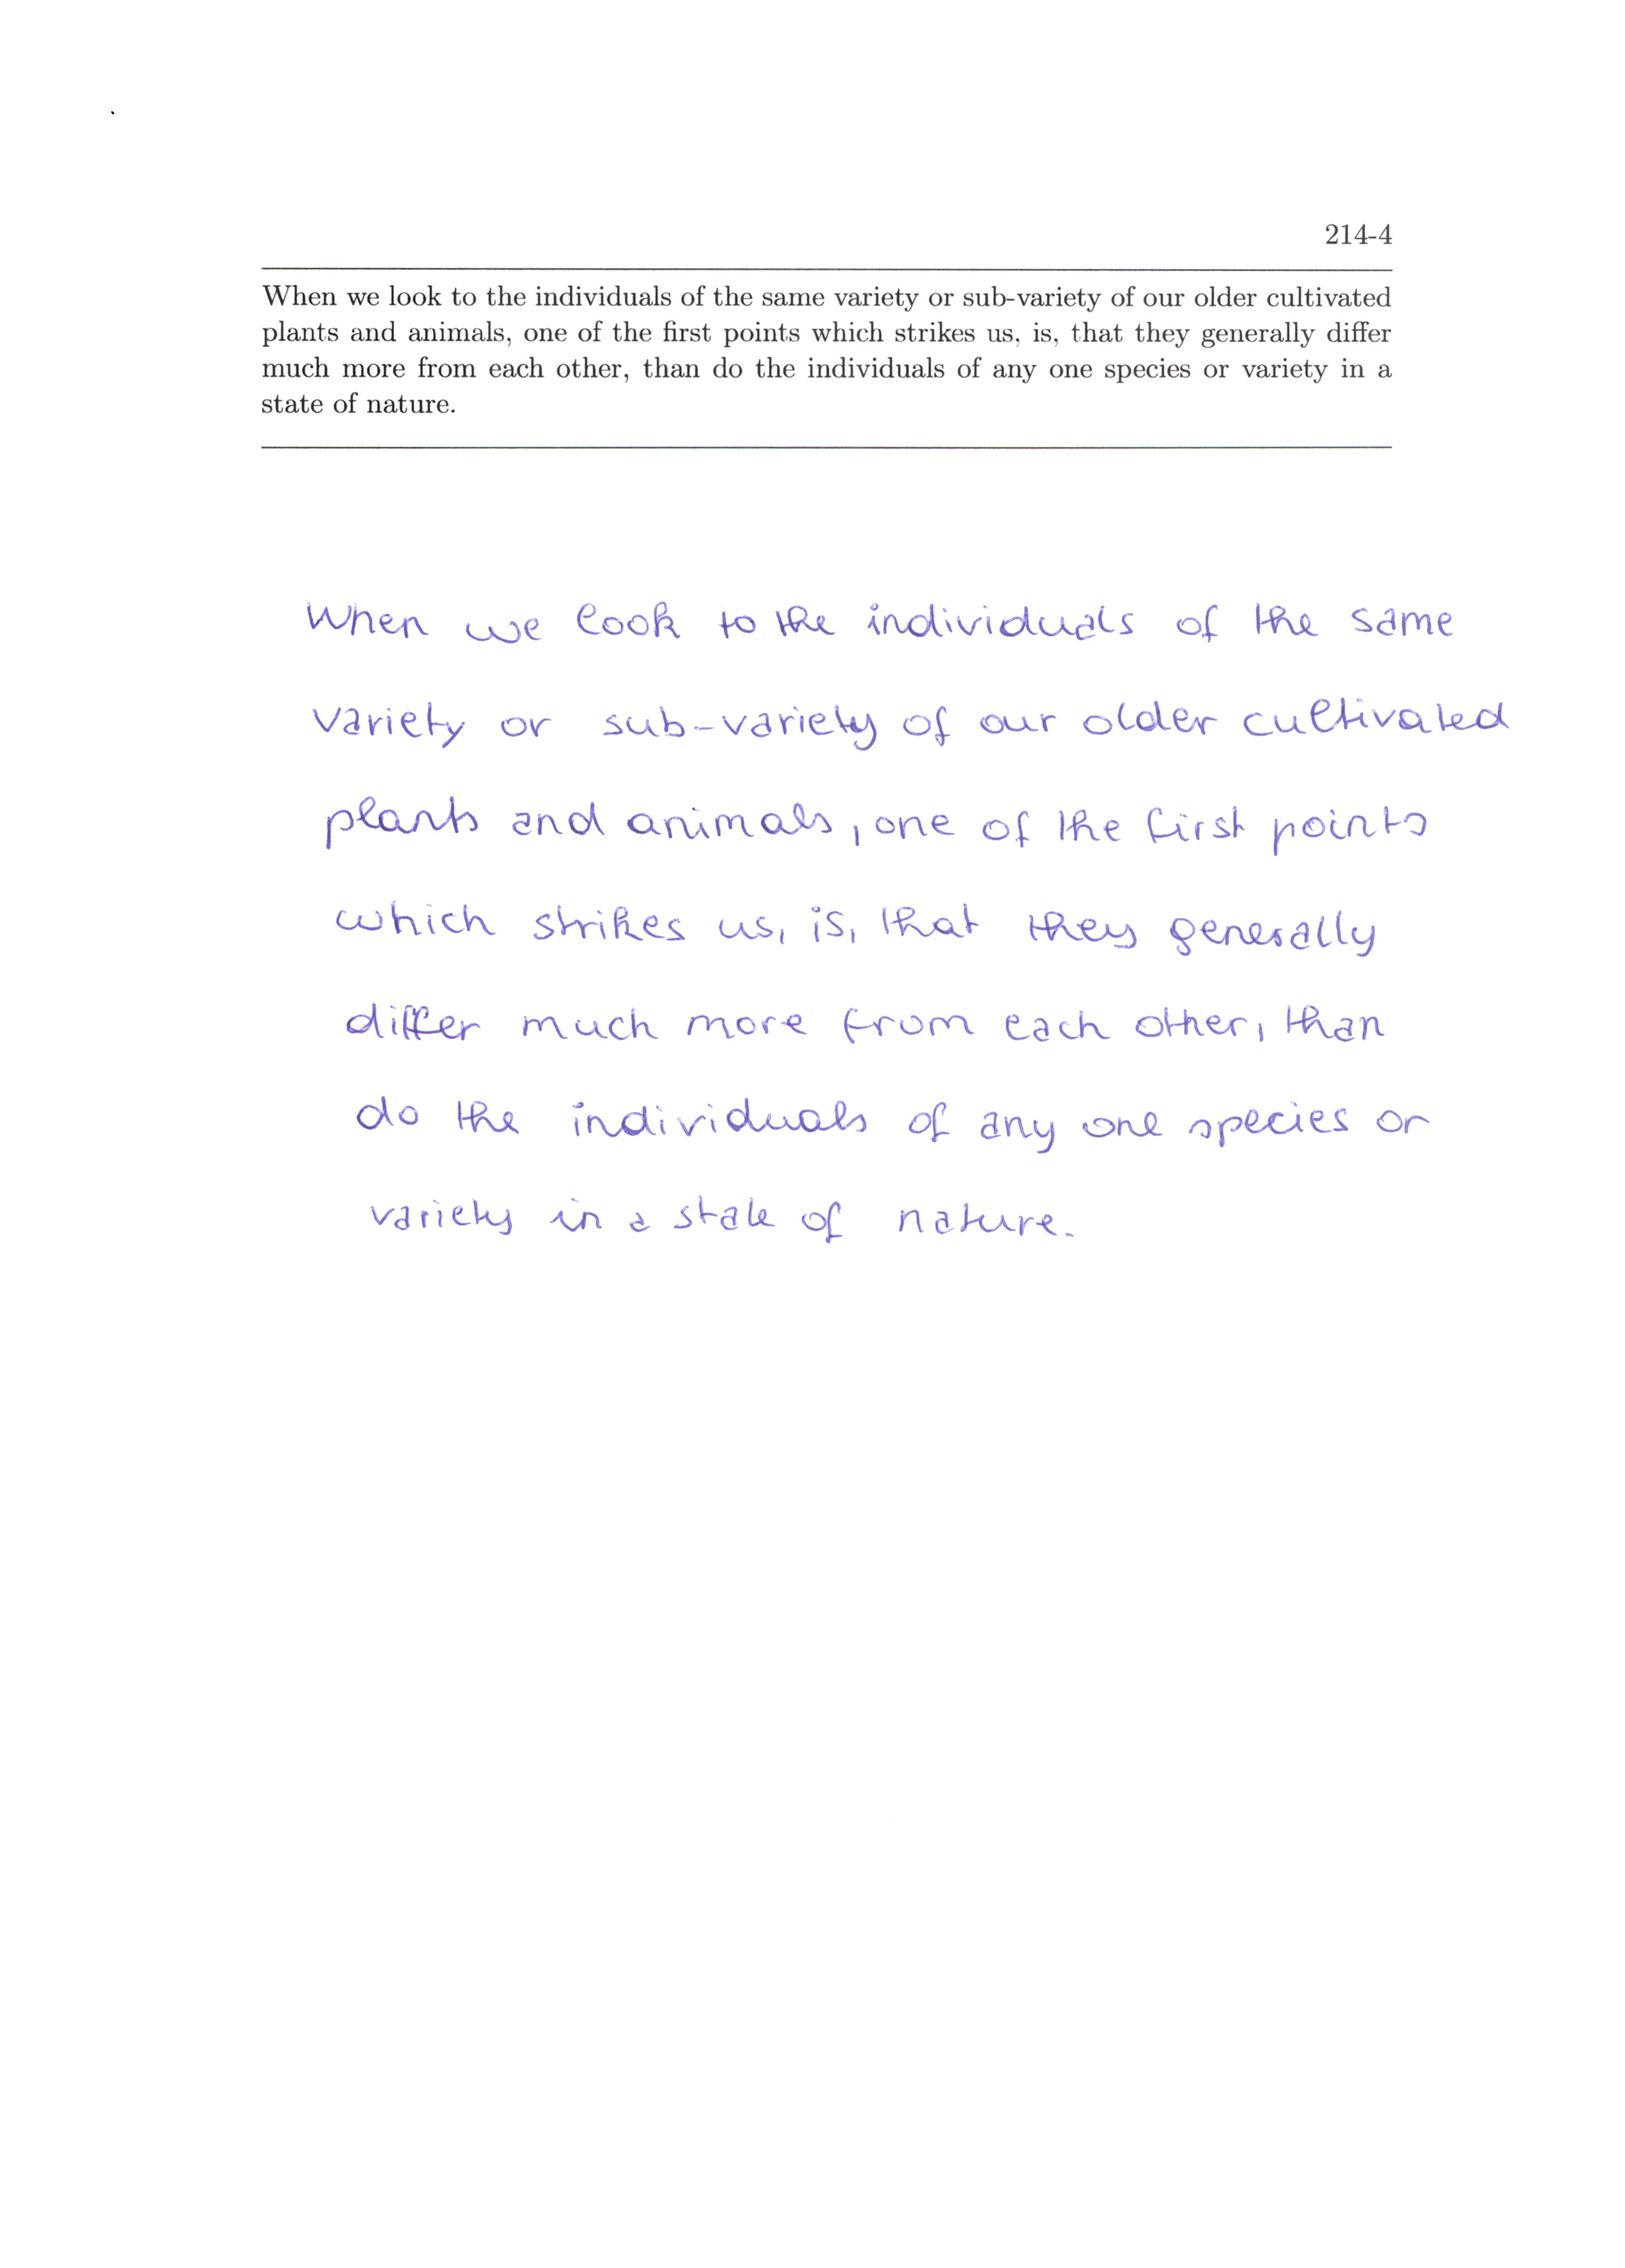 214-4
When we look to the individuals of the same variety or sub-variety of our older cultivated
plants and animals, one of the first points which strikes us, is, that they generally differ
much more from each other, than do the individuals of any one species or variety in a
state of nature.
When we look to the individuals of the same
variety or sub-variety of our older cultivated
plants and animals, one of the first points
which strikes us, is, that they generally
differ much more from each other, than
do the individuals of any one species or
variety in a state of nature.